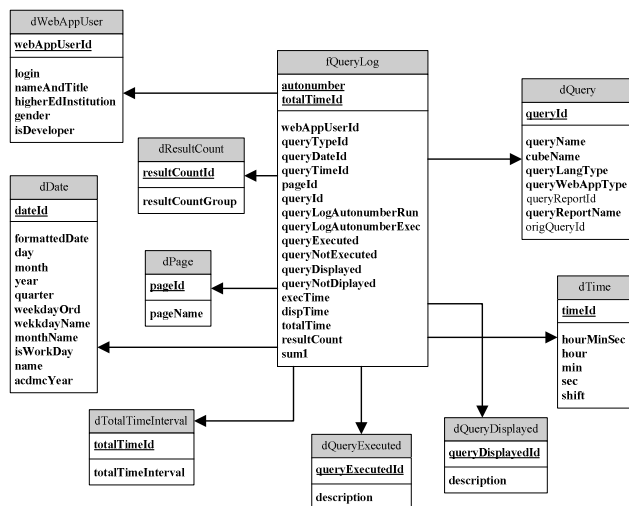 dWebAppUser
webAppUserId
login
nameAndTitle
higherEdInstitution
gender
isDeveloper
fQueryLog
autonumber
totalTimeId
webAppUserId
queryTypeId
queryDateId
queryTimeId
pageId
queryId
queryLogAutonumberRun
queryLogAutonumberExec
queryExecuted
queryNotExecuted
queryDisplayed
queryNotDiplayed
execTime
dispTime
totalTime
resultCount
sum1
dQuery
queryId
queryName
cubeName
queryLangType
queryWebAppType
queryReportId
queryReportName
origQueryId
dResultCount
resultCountId
resultCountGroup
dDate
dateId
formattedDate
day
month
year
quarter
weekdayOrd
wekkdayName
monthName
isWorkDay
name
acdmcYear
dPage
pageId
pageName
dTime
timeId
hourMinSec
hour
min
sec
shift
dTotalTimeInterval
totalTimeId
totalTimeInterval
dQueryExecuted
queryExecutedId
description
dQueryDisplayed
queryDisplayedId
description